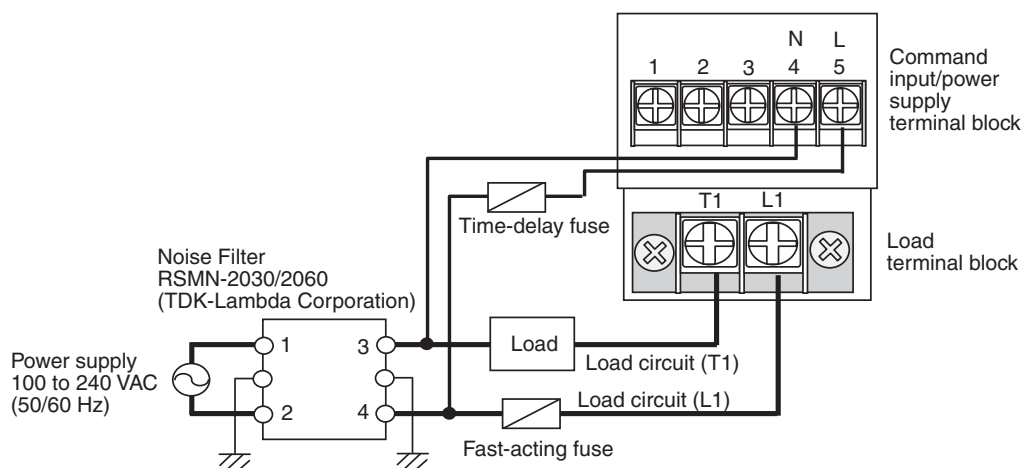 N L
1 2 3 4 5
Command
input/power
supply
terminal block
T1 L1
Time-delay fuse
Load
terminal block
Noise Filter
RSMN-2030/2060
(TDK-Lambda Corporation)
1 3
Load
Power supply
100 to 240 VAC
(50/60 Hz)
Load circuit (T1)
2 4
Load circuit (L1)
Fast-acting fuse